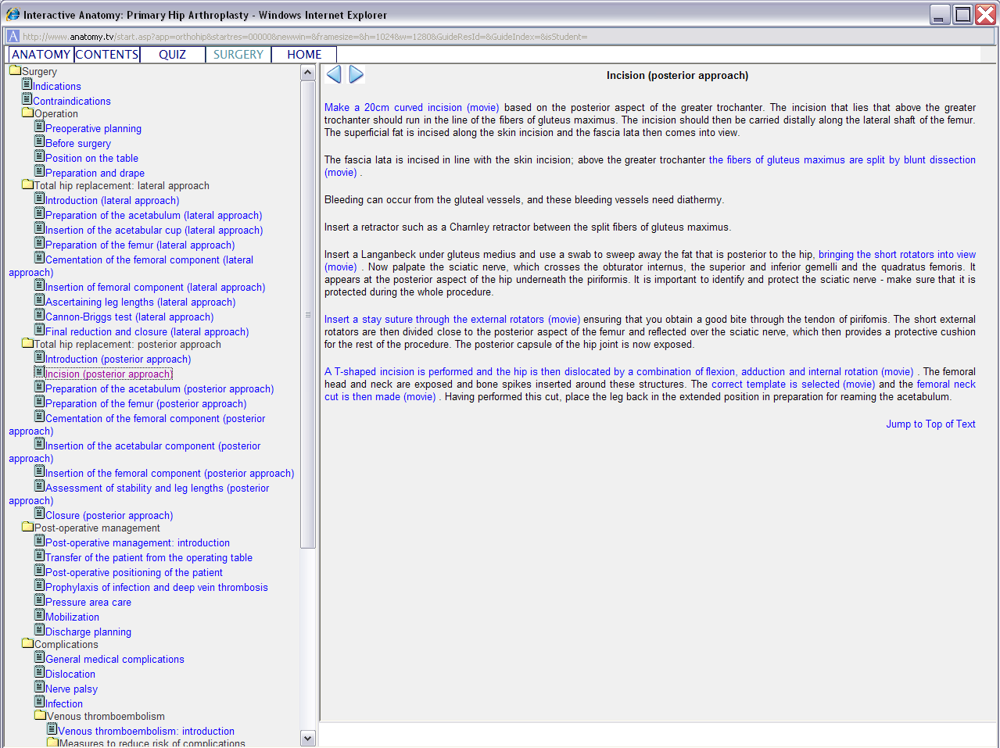 Interactive Anatomy: Primary Hip Arthroplasty - Windows Internet Explorer
http://www.anatomy.tv/start.asp?app=orthohip&startres=00000&newwin=&framesize=&h=1024&w=1280&GuideResId=&GuideIndex=&isStudent=
ANATOMY CONTENTS QUIZ SURGERY HOME
Surgery
Indications
Contraindications
Operation
Preoperative planning
Before surgery
Position on the table
Preparation and drape
Total hip replacement: lateral approach
Introduction (lateral approach)
Preparation of the acetabulum (lateral approach)
Insertion of the acetabular cup (lateral approach)
Preparation of the femur (lateral approach)
Cementation of the femoral component (lateral
approach)
Insertion of femoral component (lateral approach)
Ascertaining leg lengths (lateral approach)
Cannon-Briggs test (lateral approach)
Final reduction and closure (lateral approach)
Total hip replacement: posterior approach
Introduction (posterior approach)
Incision (posterior approach)
Preparation of the acetabulum (posterior approach)
Preparation of the femur (posterior approach)
Cementation of the femoral component (posterior
approach)
Insertion of the acetabular component (posterior
approach)
Insertion of the femoral component (posterior approach)
Assessment of stability and leg lengths (posterior
approach)
Closure (posterior approach)
Post-operative management
Post-operative management: introduction
Transfer of the patient from the operating table
Post-operative positioning of the patient
Prophylaxis of infection and deep vein thrombosis
Pressure area care
Mobilization
Discharge planning
Complications
General medical complications
Dislocation
Nerve palsy
Infection
Venous thromboembolism
Venous thromboembolism: introduction
Measures to reduce risk of complications
Incision (posterior approach)
Make a 20cm curved incision (movie) based on the posterior aspect of the greater trochanter. The incision that lies that above the greater
trochanter should run in the line of the fibers of gluteus maximus. The incision should then be carried distally along the lateral shaft of the femur.
The superficial fat is incised along the skin incision and the fascia lata then comes into view.
The fascia lata is incised in line with the skin incision; above the greater trochanter the fibers of gluteus maximus are split by blunt dissection
(movie) .
Bleeding can occur from the gluteal vessels, and these bleeding vessels need diathermy.
Insert a retractor such as a Charnley retractor between the split fibers of gluteus maximus.
Insert a Langanbeck under gluteus medius and use a swab to sweep away the fat that is posterior to the hip, bringing the short rotators into view
(movie) . Now palpate the sciatic nerve, which crosses the obturator internus, the superior and inferior gemelli and the quadratus femoris. It
appears at the posterior aspect of the hip underneath the piriformis. It is important to identify and protect the sciatic nerve - make sure that it is
protected during the whole procedure.
Insert a stay suture through the external rotators (movie) ensuring that you obtain a good bite through the tendon of pirifomis. The short external
rotators are then divided close to the posterior aspect of the femur and reflected over the sciatic nerve, which then provides a protective cushion
for the rest of the procedure. The posterior capsule of the hip joint is now exposed.
A T-shaped incision is performed and the hip is then dislocated by a combination of flexion, adduction and internal rotation (movie) . The femoral
head and neck are exposed and bone spikes inserted around these structures. The correct template is selected (movie) and the femoral neck
cut is then made (movie) . Having performed this cut, place the leg back in the extended position in preparation for reaming the acetabulum.
Jump to Top of Text